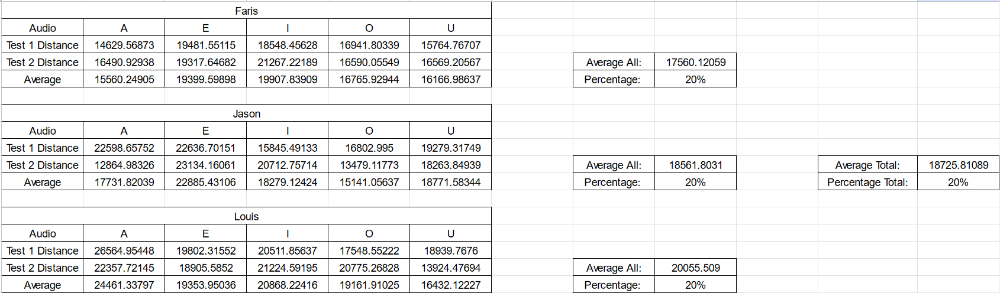 Faris
Audio A E I O U
Test 1 Distance 14629.56873 19481.55115 18548.45628 16941.80339 15764.76707
Test 2 Distance 16490.92938 19317.64682 21267.22189 16590.05549 16569.20567 Average All: 17560.12059
Average 15560.24905 19399.59898 19907.83909 16765.92944 16166.98637 Percentage: 20%
Jason
Audio A E I O U
Test 1 Distance 22598.65752 22636.70151 15845.49133 16802.995 19279.31749
Test 2 Distance 12864.98326 23134.16061 20712.75714 13479.11773 18263.84939 Average All: 18561.8031 Average Total: 18725.81089
Average 17731.82039 22885.43106 18279.12424 15141.05637 18771.58344 Percentage: 20% Percentage Total: 20%
Louis
Audio A E I O U
Test 1 Distance 26564.95448 19802.31552 20511.85637 17548.55222 18939.7676
Test 2 Distance 22357.72145 18905.5852 21224.59195 20775.26828 13924.47694 Average All: 20055.509
Average 24461.33797 19353.95036 20868.22416 19161.91025 16432.12227 Percentage: 20%